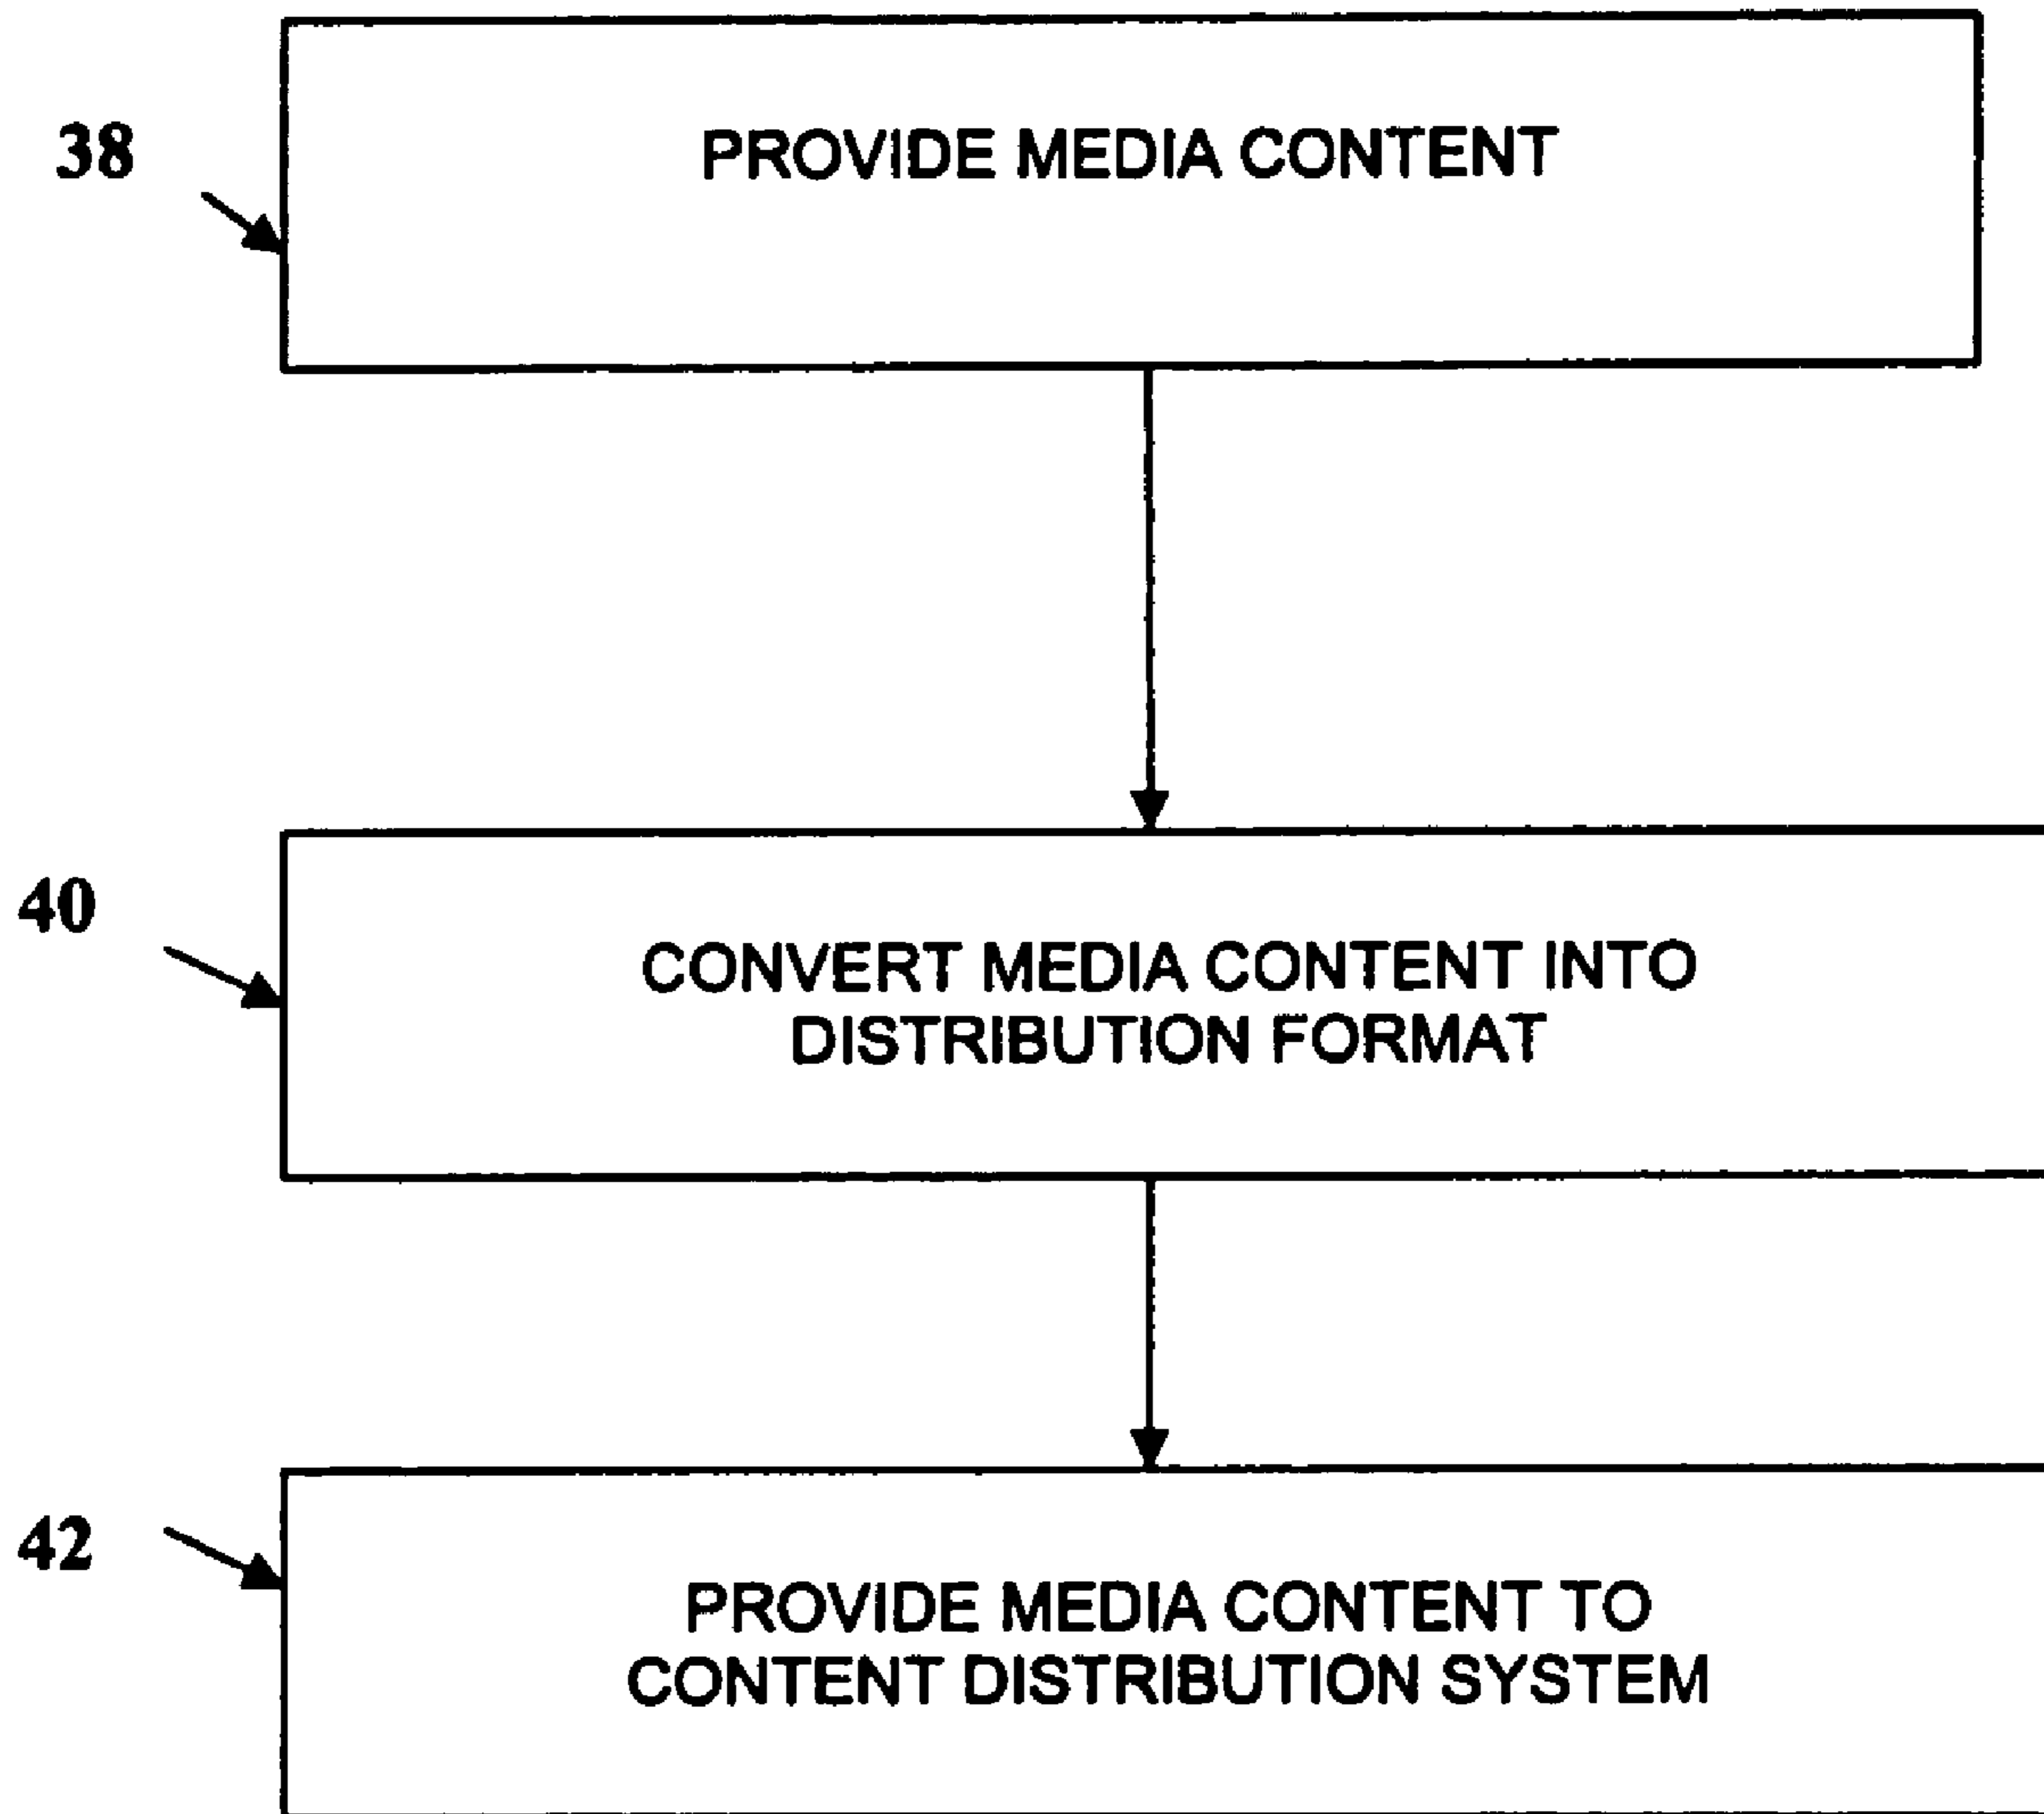 38
PROVIDE MEDIA CONTENT
40
CONVERT MEDIA CONTENT INTO
DISTRIBUTION FORMAT
42
PROVIDE MEDIA CONTENT TO
CONTENT DISTRIBUTION SYSTEM